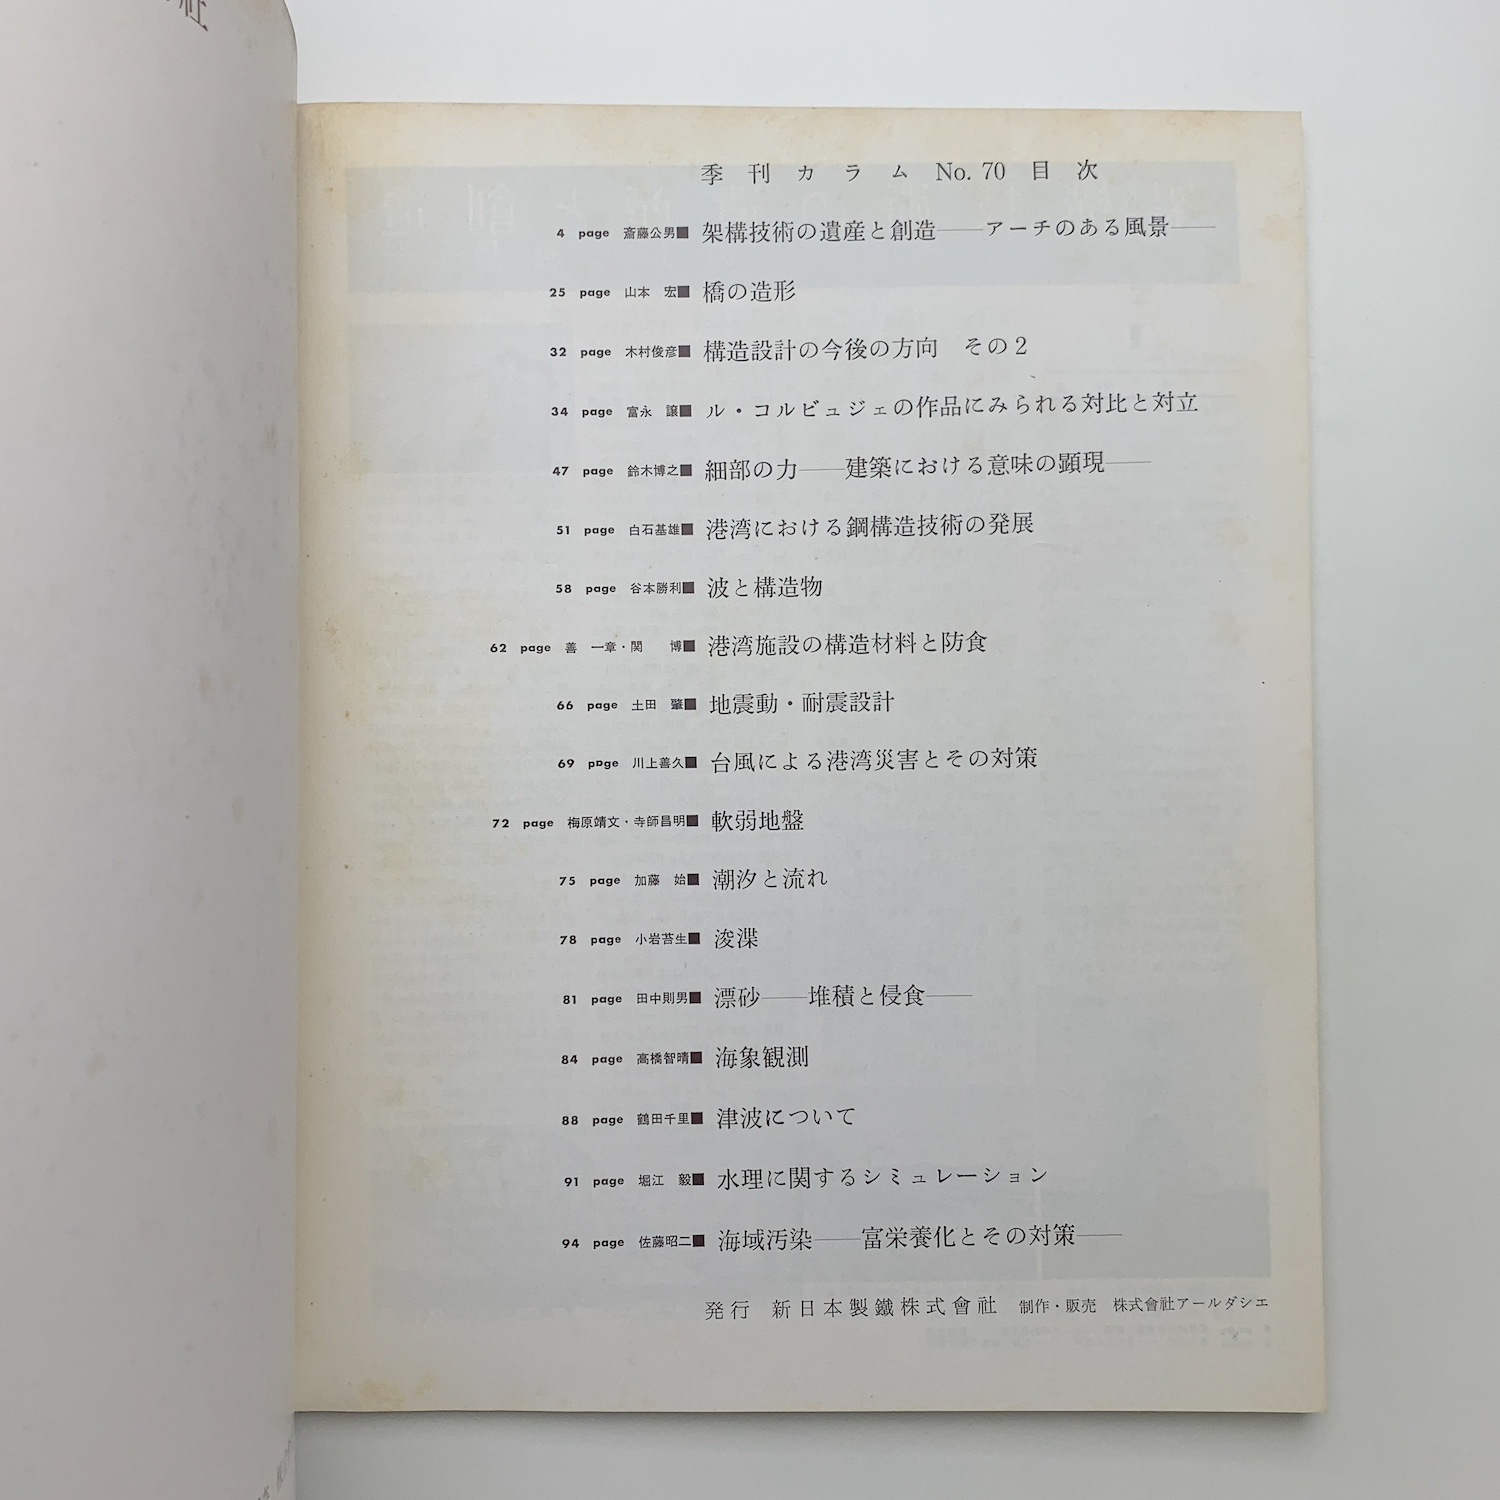 社
季刊カラム No. 70 目次
4 page 斎藤公男■ 架構技術の遺産と創造――アーチのある風景――
25 page 山本 宏■ 橋の造形
32 page 木村俊彦■ 構造設計の今後の方向 その2
34 page 富永 譲■ ル・コルビュジェの作品にみられる対比と対立
47 page 鈴木博之■ 細部の力――建築における意味の顕現――
51 page 白石基雄■ 港湾における鋼構造技術の発展
58 page 谷本勝利■ 波と構造物
62 page 善 一章・関 博■ 港湾施設の構造材料と防食
66 page 土田 肇■ 地震動・耐震設計
69 page 川上善久■ 台風による港湾災害とその対策
72 page 梅原靖文・寺師昌明■ 軟弱地盤
75 page 加藤 始■ 潮汐と流れ
78 page 小岩苔生■ 浚渫
81 page 田中則男■ 漂砂――堆積と侵食――
84 page 高橋智晴■ 海象観測
88 page 鶴田千里■ 津波について
91 page 堀江 毅■ 水理に関するシミュレーション
94 page 佐藤昭二■ 海域汚染――富栄養化とその対策――
発行 新日本製鐵株式會社 制作・販売 株式會社アールダシエ